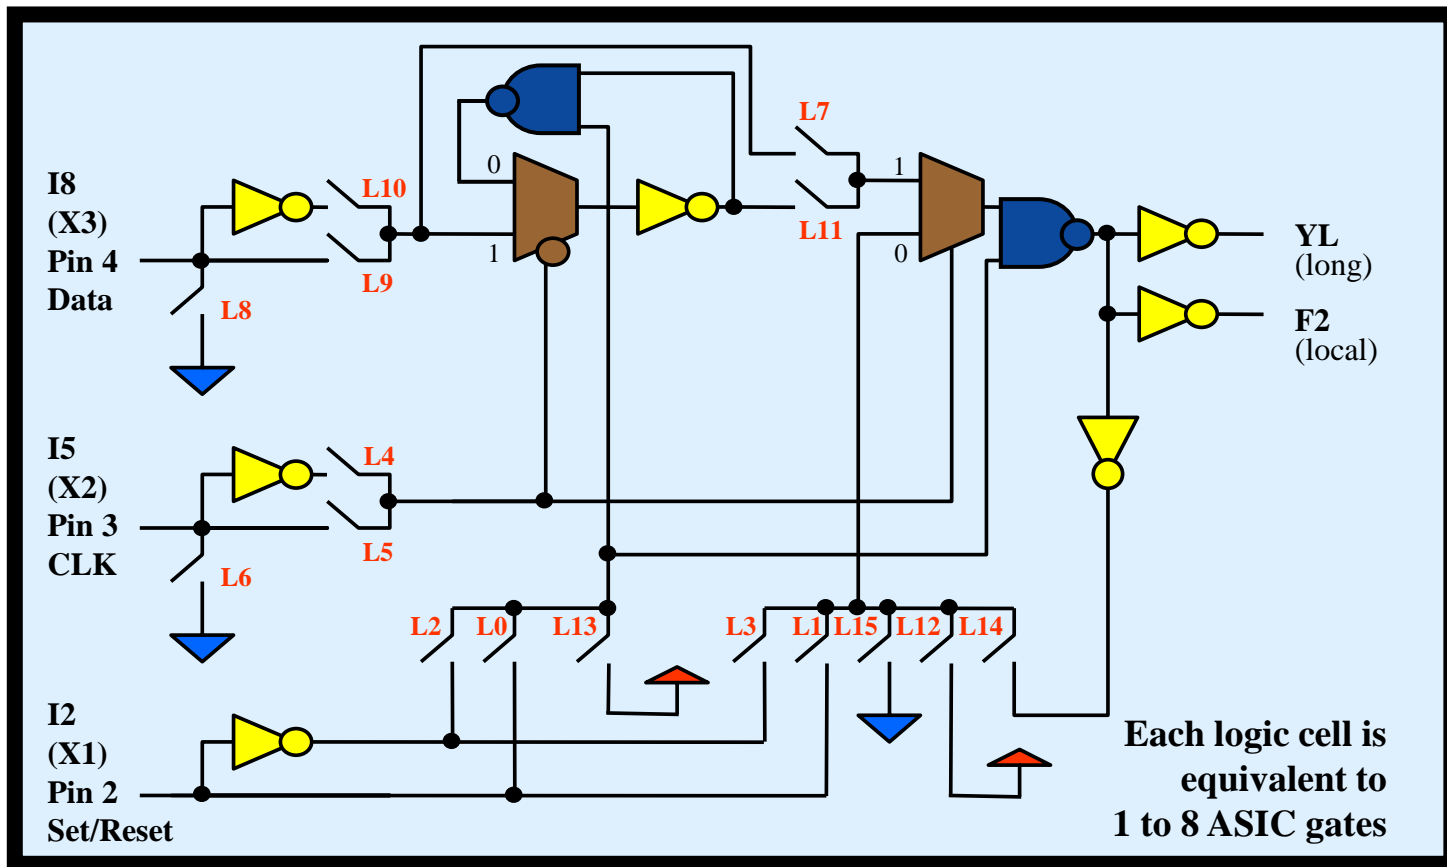 L7
0
1
I8
L10
(X3)
L11
YL
Pin 4
1
0
(long)
L9
Data
L8
F2
(local)
I5
L4
(X2)
Pin 3
L5
CLK
L6
L2
L0
L13
L3
L1
L15
L12
L14
I2
(X1)
Pin 2
Set/Reset
Each logic cell is
equivalent to
1 to 8 ASIC gates